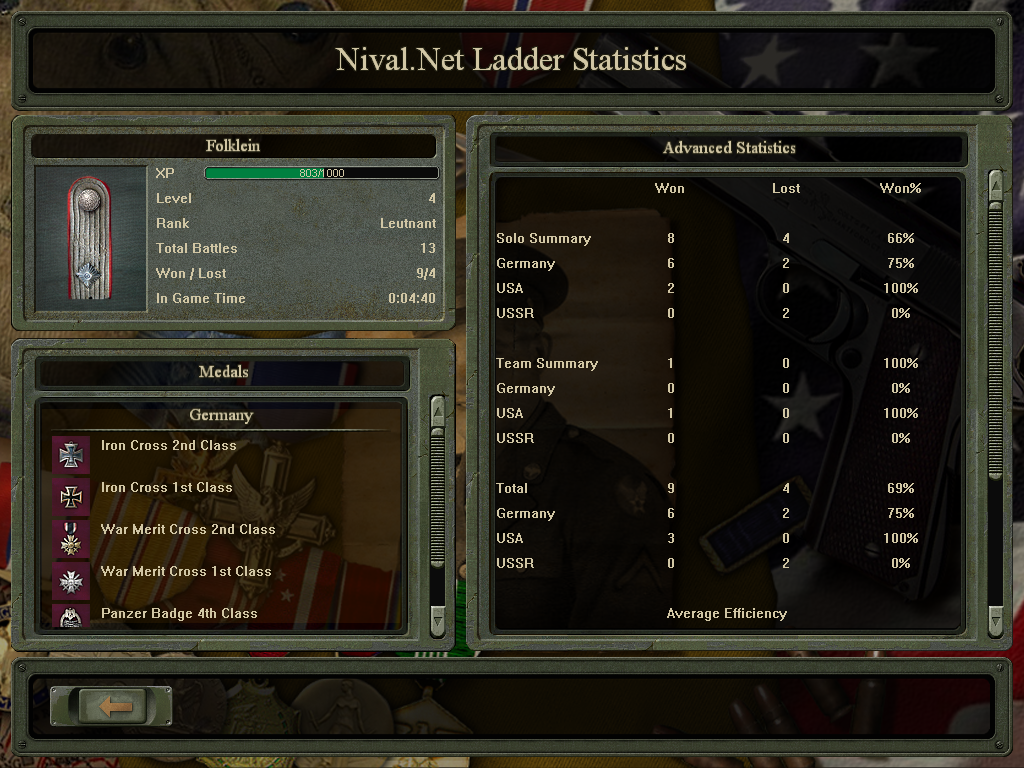 Nival.Net Ladder Statistics
Folklein
XP 803/1000
Level 4
Rank Leutnant
Total Battles 13
Won / Lost 9/4
In Game Time 0:04:40
Medals
Germany
Iron Cross 2nd Class
Iron Cross 1st Class
War Merit Cross 2nd Class
War Merit Cross 1st Class
Panzer Badge 4th Class
Advanced Statistics
Won Lost Won%
Solo Summary 8 4 66%
Germany 6 2 75%
USA 2 0 100%
USSR 0 2 0%
Team Summary 1 0 100%
Germany 0 0 0%
USA 1 0 100%
USSR 0 0 0%
Total 9 4 69%
Germany 6 2 75%
USA 3 0 100%
USSR 0 2 0%
Average Efficiency